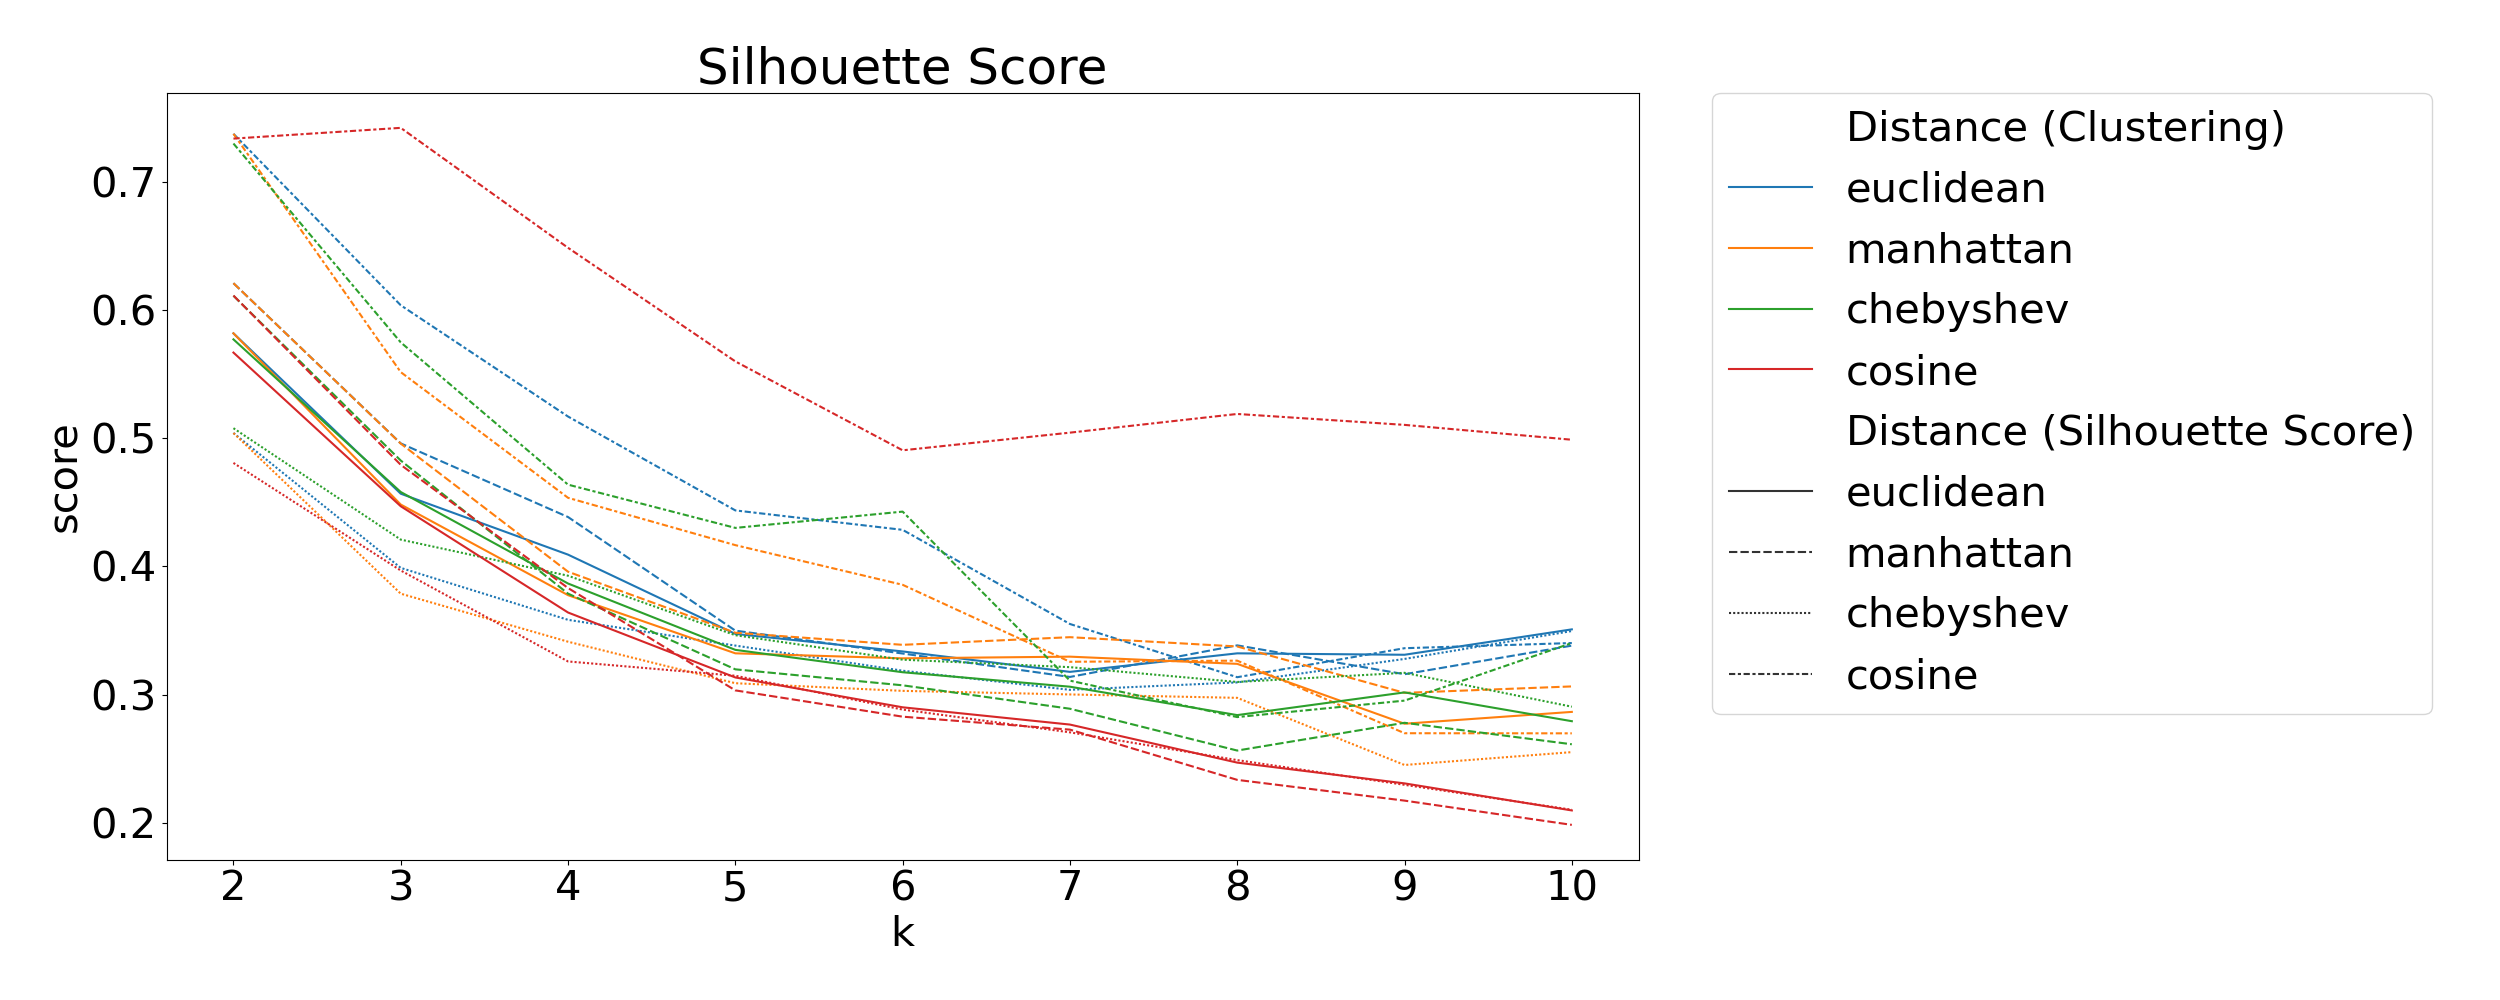 Silhouette Score
score
0.7
0.6
0.5
0.4
0.3
0.2
2 3 4 5 6 7 8 9 10
k
Distance (Clustering)
euclidean
manhattan
chebyshev
cosine
Distance (Silhouette Score)
euclidean
manhattan
chebyshev
cosine